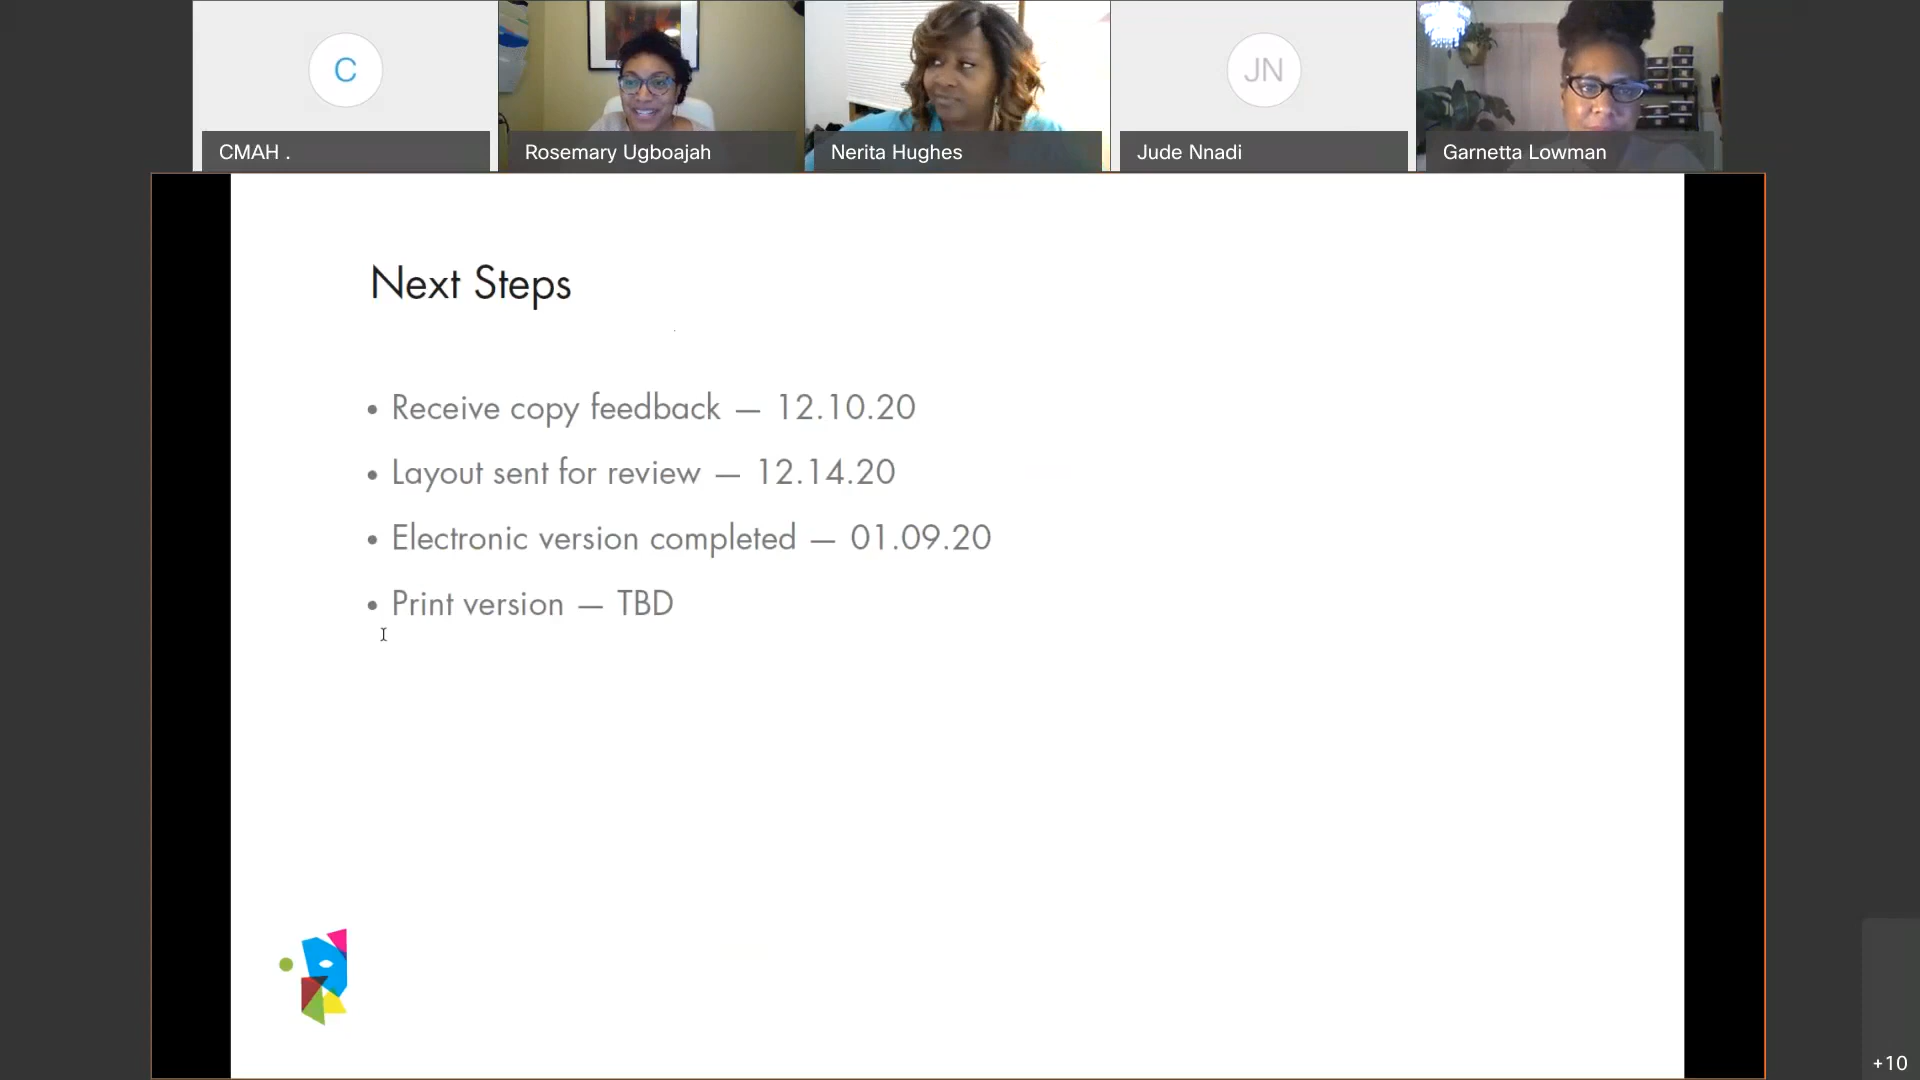 C
JN
CMAH .
Rosemary Ugboajah
Nerita Hughes
Jude Nnadi
Garnetta Lowman
Next Steps
• Receive copy feedback — 12.10.20
• Layout sent for review — 12.14.20
• Electronic version completed — 01.09.20
• Print version — TBD
+10